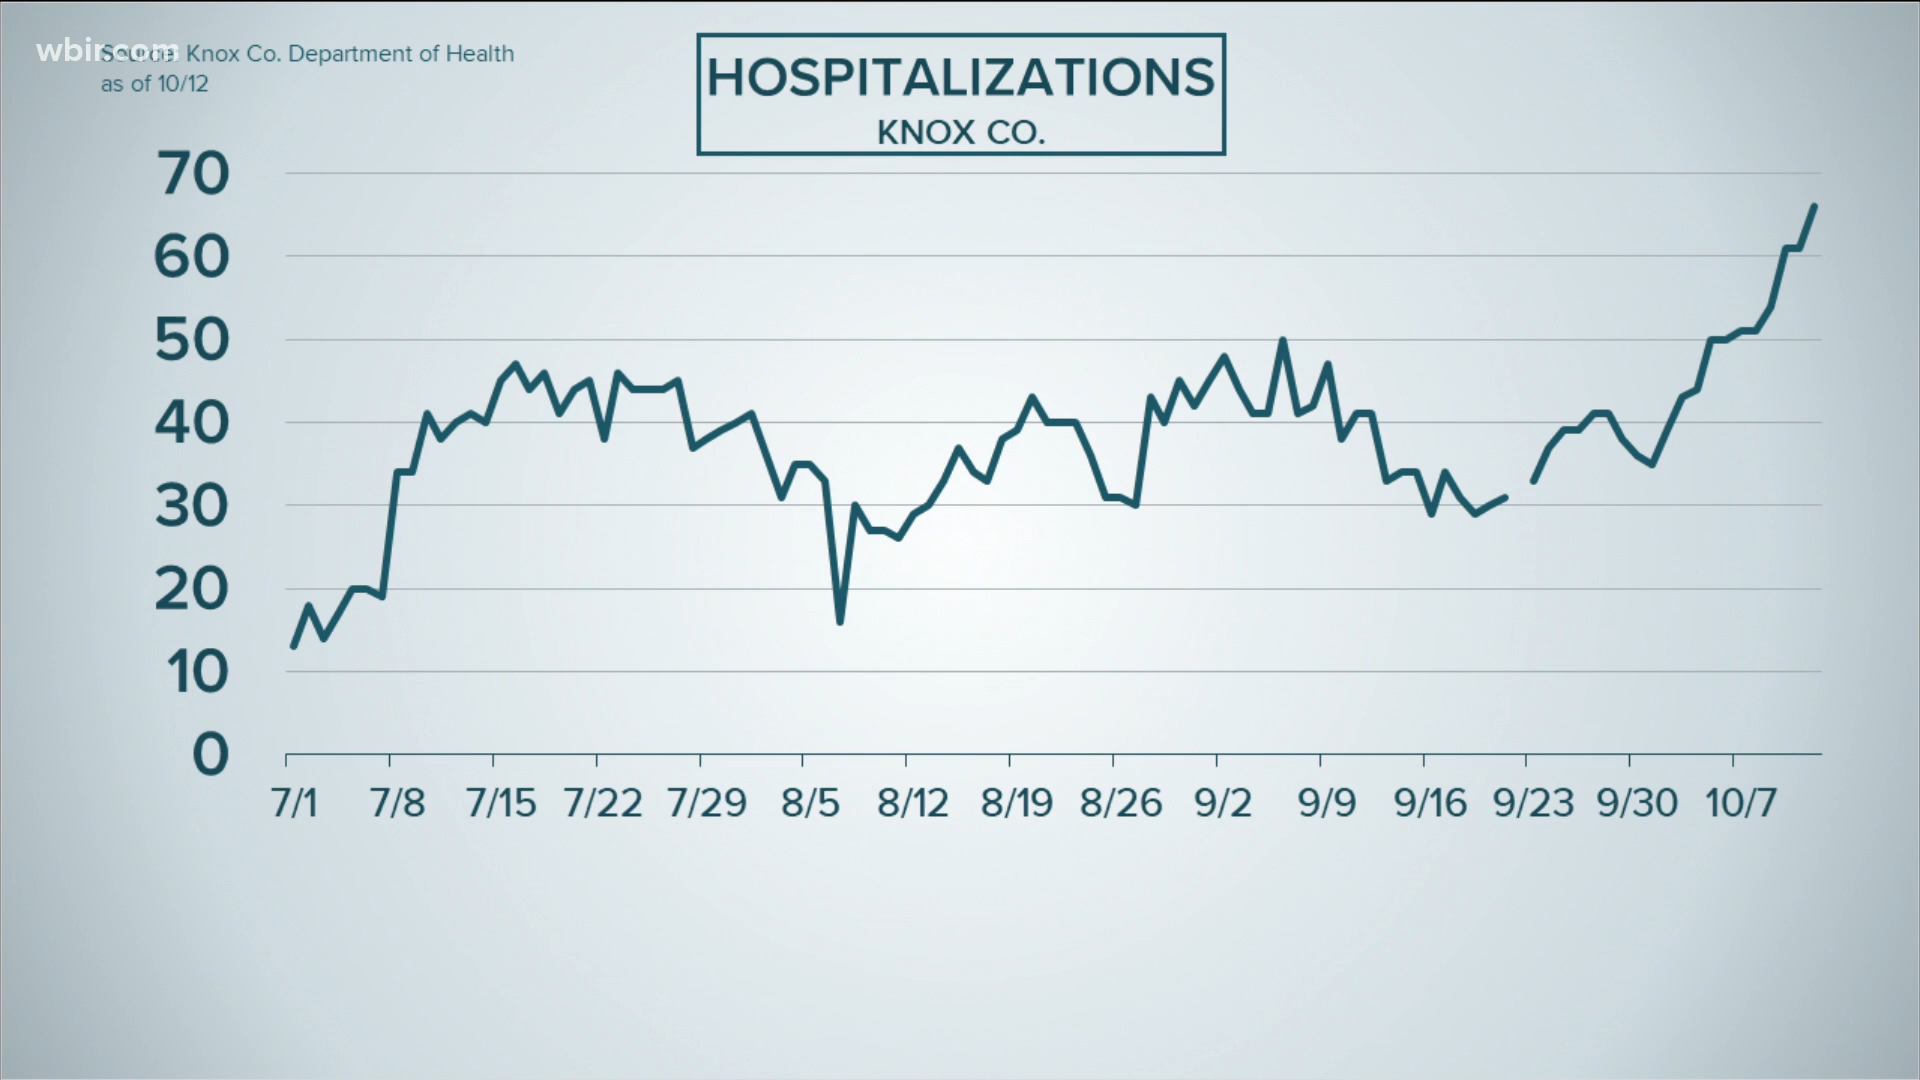 wbir.com
Source: Knox Co. Department of Health
as of 10/12
HOSPITALIZATIONS
KNOX CO.
70
60
50
40
30
20
10
0
7/1 7/8 7/15 7/22 7/29 8/5 8/12 8/19 8/26 9/2 9/9 9/16 9/23 9/30 10/7